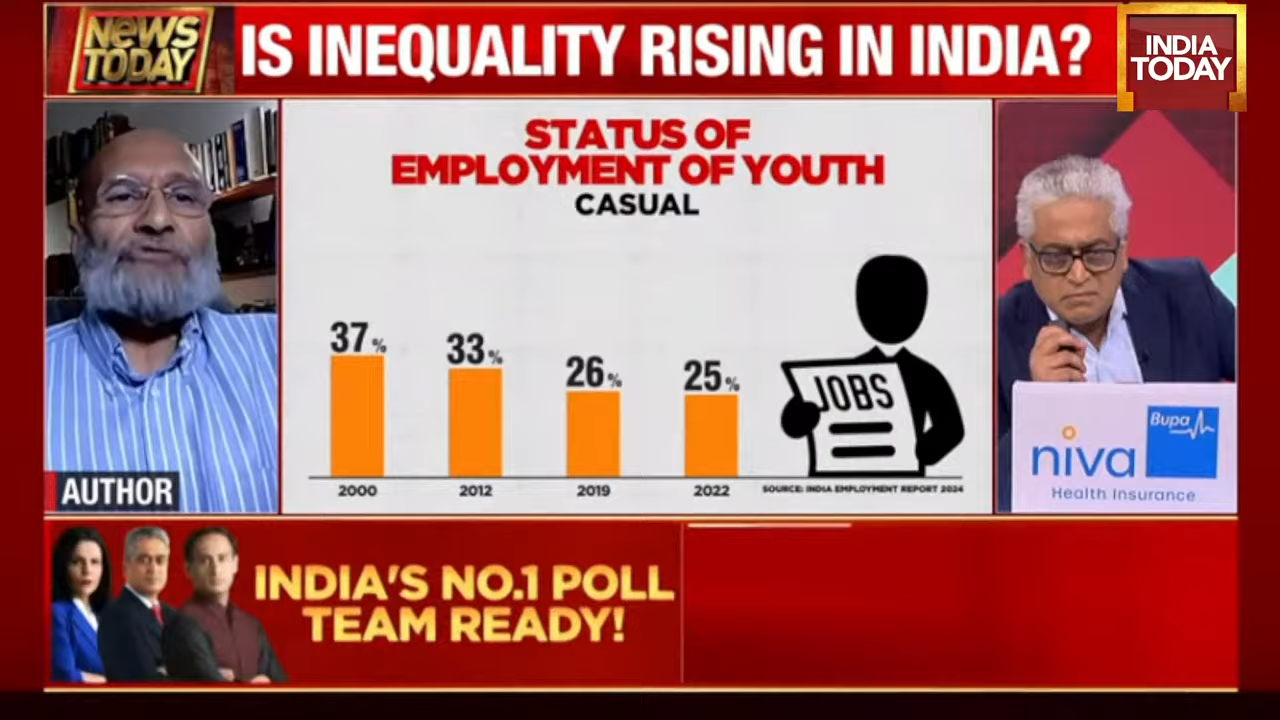 NEWS
TODAY
IS INEQUALITY RISING IN INDIA?
INDIA
TODAY
STATUS OF
EMPLOYMENT OF YOUTH
CASUAL
37%
33%
26%
25%
JOBS
2000
2012
2019
2022
SOURCE: INDIA EMPLOYMENT REPORT 2024
AUTHOR
niva
Bupa
Health Insurance
INDIA'S NO.1 POLL
TEAM READY!